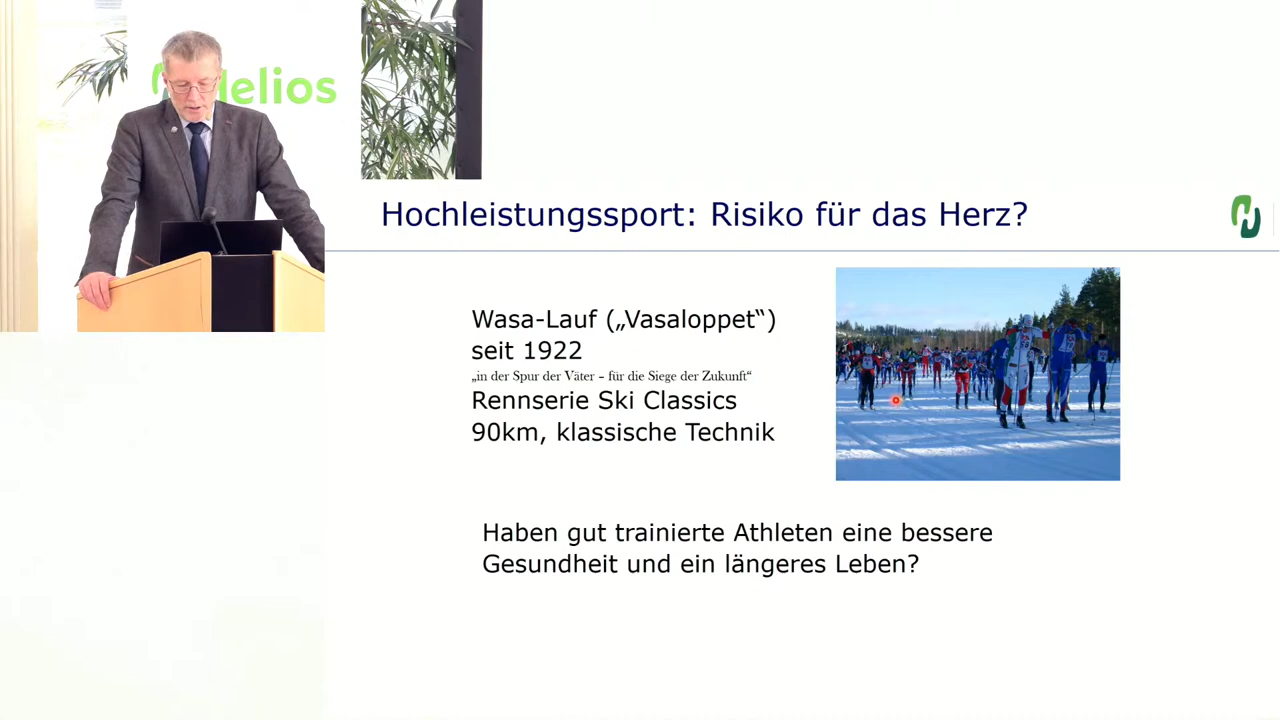 Helios
Hochleistungssport: Risiko für das Herz?
Wasa-Lauf („Vasaloppet“)
seit 1922
„in der Spur der Väter – für die Siege der Zukunft“
Rennserie Ski Classics
90km, klassische Technik
Haben gut trainierte Athleten eine bessere
Gesundheit und ein längeres Leben?